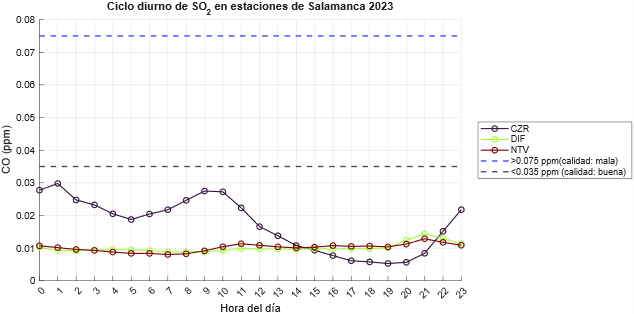 Ciclo diurno de SO2 en estaciones de Salamanca 2023
0.08
0.07
0.06
0.05
0.04
0.03
0.02
0.01
0
CO (ppm)
0 1 2 3 4 5 6 7 8 9 10 11 12 13 14 15 16 17 18 19 20 21 22 23
Hora del día
CZR
DIF
NTV
>0.075 ppm(calidad: mala)
<0.035 ppm (calidad: buena)